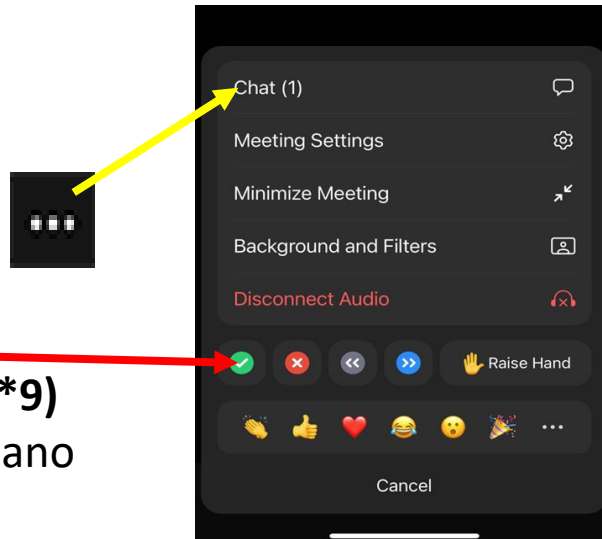 Chat (1)
Meeting Settings
Minimize Meeting
Background and Filters
Disconnect Audio
Raise Hand
*9)
ano
Cancel